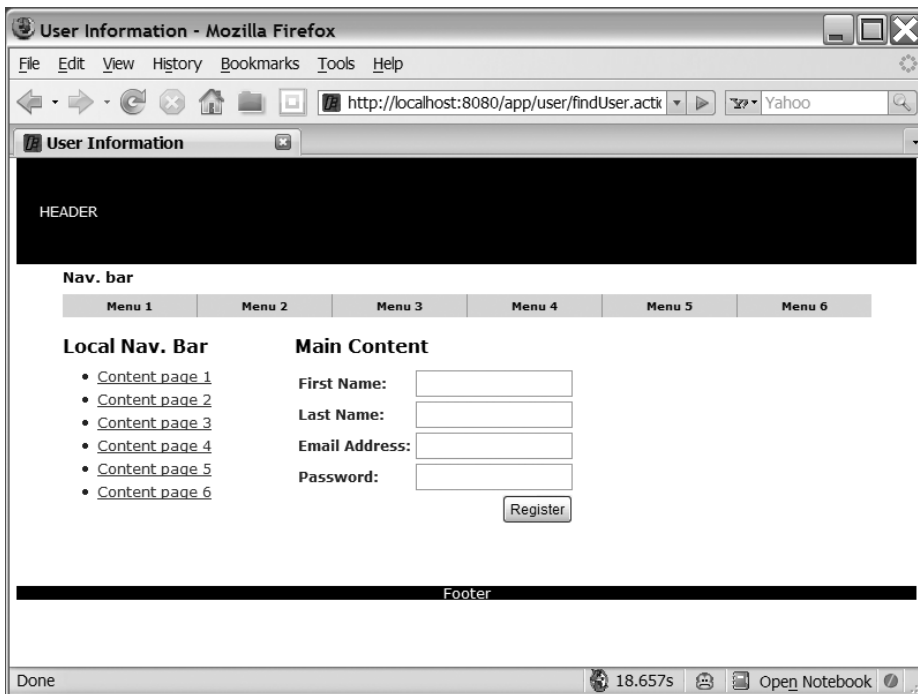 User Information - Mozilla Firefox
File Edit View History Bookmarks Tools Help
http://localhost:8080/app/user/findUser.actic Yahoo
User Information
HEADER
Nav. bar
Menu 1 Menu 2 Menu 3 Menu 4 Menu 5 Menu 6
Local Nav. Bar
Content page 1
Content page 2
Content page 3
Content page 4
Content page 5
Content page 6
Main Content
First Name:
Last Name:
Email Address:
Password:
Register
Footer
Done 18.657s Open Notebook